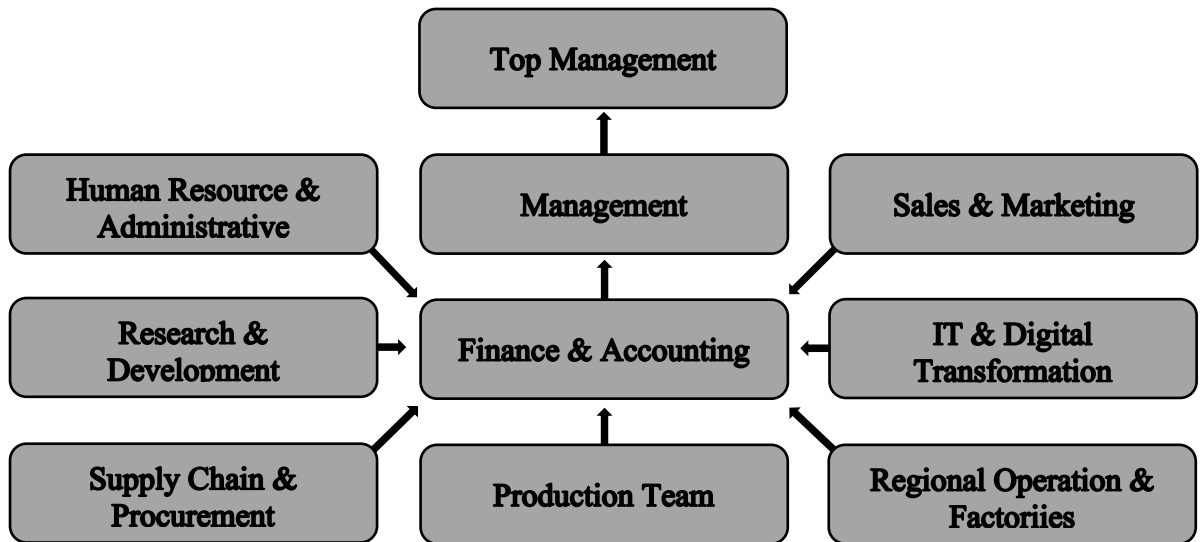 Top Management
Human Resource &
Administrative
Management
Sales & Marketing
Research &
Development
Finance & Accounting
IT & Digital
Transformation
Supply Chain &
Procurement
Production Team
Regional Operation &
Factoriies